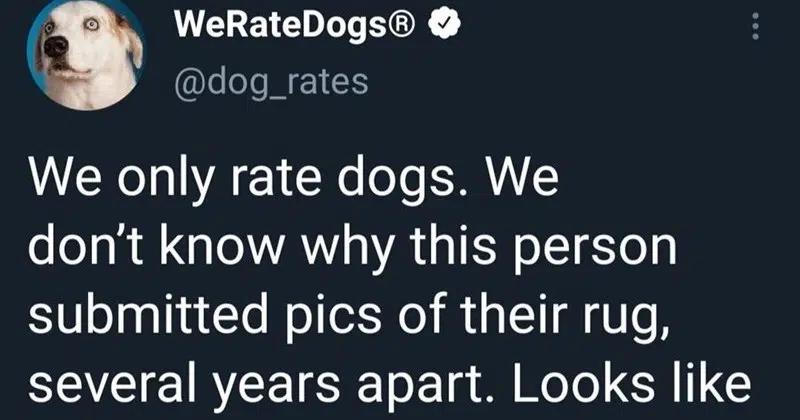 WeRateDogs®
@dog_rates
We only rate dogs. We
don’t know why this person
submitted pics of their rug,
several years apart. Looks like